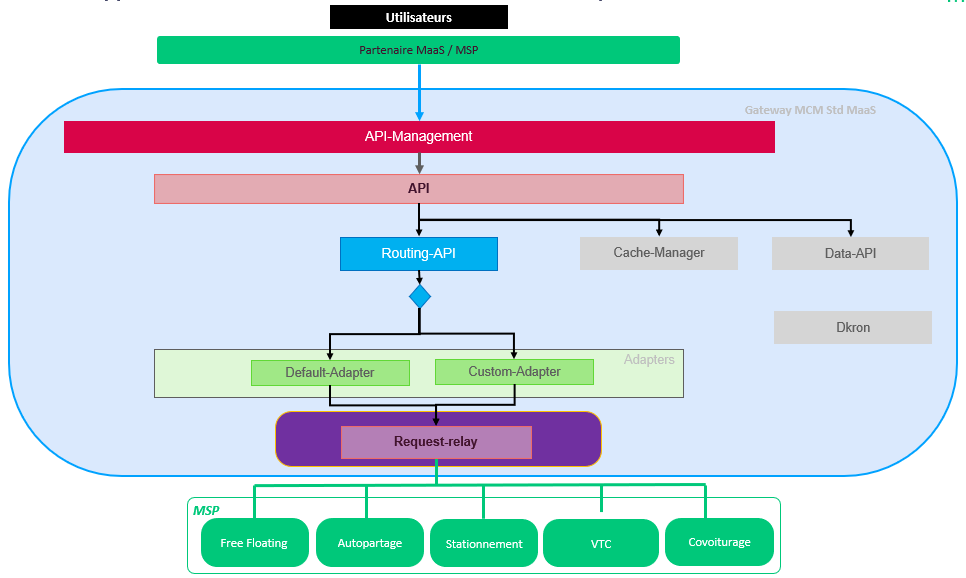 Utilisateurs
Partenaire MaaS / MSP
Gateway MCM Std MaaS
API-Management
API
Routing-API
Cache-Manager
Data-API
Dkron
Adapters
Default-Adapter
Custom-Adapter
Request-relay
MSP
Free Floating
Autopartage
Stationnement
VTC
Covoiturage